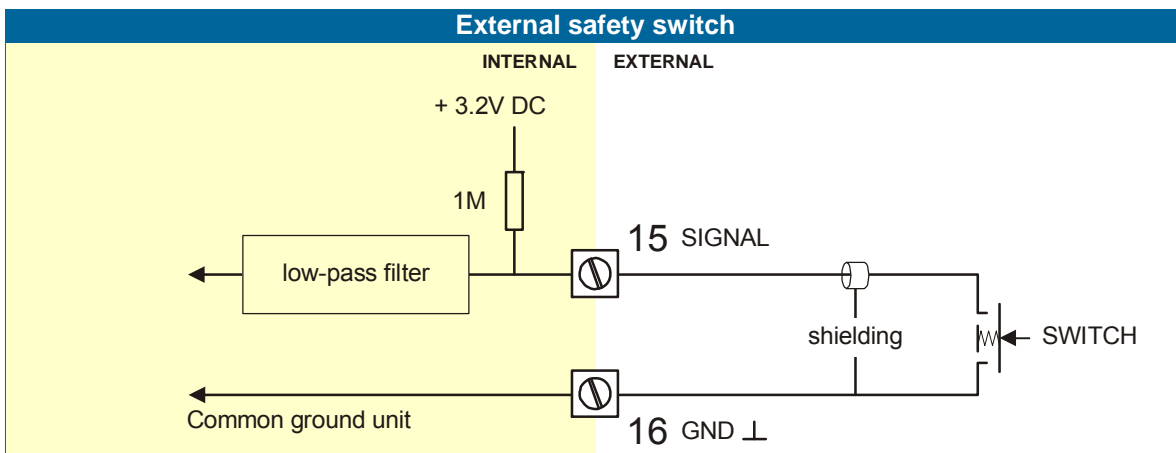 External safety switch
INTERNAL EXTERNAL
+ 3.2V DC
1M
15 SIGNAL
low-pass filter
shielding
SWITCH
Common ground unit
16 GND ⊥